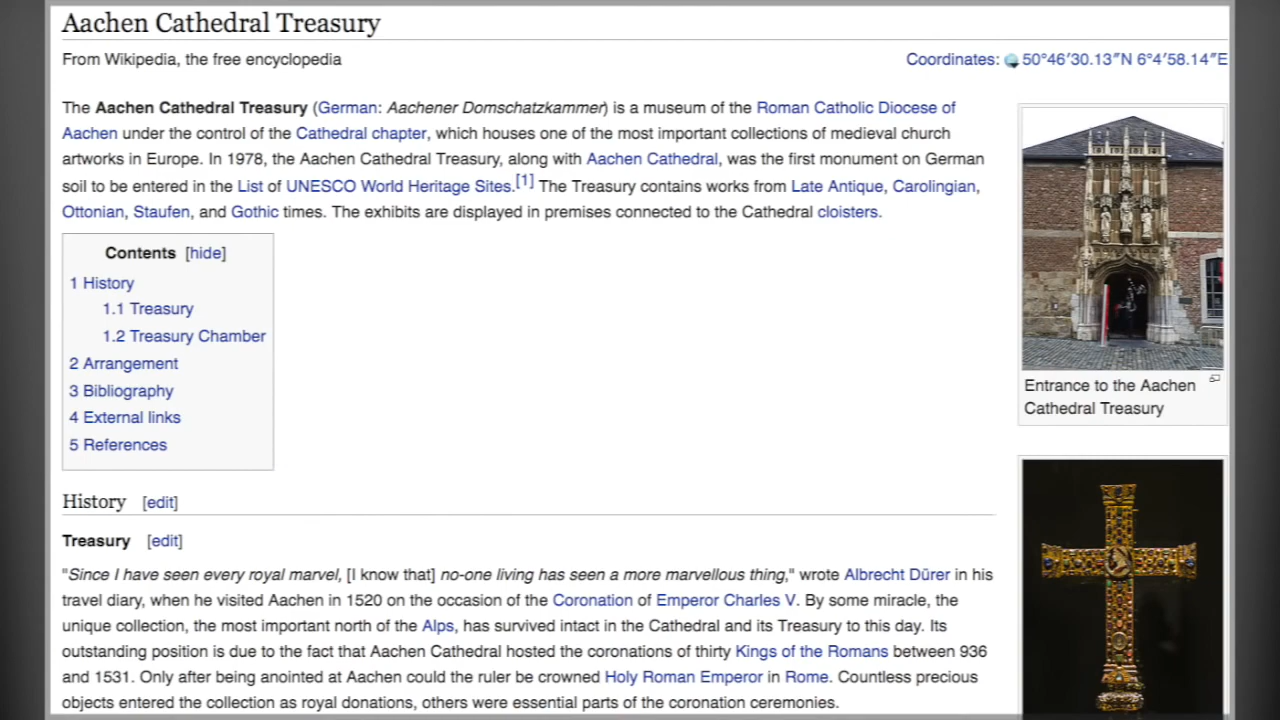 Aachen Cathedral Treasury
From Wikipedia, the free encyclopedia
Coordinates: 50°46′30.13″N 6°4′58.14″E
The Aachen Cathedral Treasury (German: Aachener Domschatzkammer) is a museum of the Roman Catholic Diocese of
Aachen under the control of the Cathedral chapter, which houses one of the most important collections of medieval church
artworks in Europe. In 1978, the Aachen Cathedral Treasury, along with Aachen Cathedral, was the first monument on German
soil to be entered in the List of UNESCO World Heritage Sites.[1] The Treasury contains works from Late Antique, Carolingian,
Ottonian, Staufen, and Gothic times. The exhibits are displayed in premises connected to the Cathedral cloisters.
Contents [hide]
1 History
1.1 Treasury
1.2 Treasury Chamber
2 Arrangement
3 Bibliography
4 External links
5 References
Entrance to the Aachen
Cathedral Treasury
History [edit]
Treasury [edit]
"Since I have seen every royal marvel, [I know that] no-one living has seen a more marvellous thing," wrote Albrecht Dürer in his
travel diary, when he visited Aachen in 1520 on the occasion of the Coronation of Emperor Charles V. By some miracle, the
unique collection, the most important north of the Alps, has survived intact in the Cathedral and its Treasury to this day. Its
outstanding position is due to the fact that Aachen Cathedral hosted the coronations of thirty Kings of the Romans between 936
and 1531. Only after being anointed at Aachen could the ruler be crowned Holy Roman Emperor in Rome. Countless precious
objects entered the collection as royal donations, others were essential parts of the coronation ceremonies.